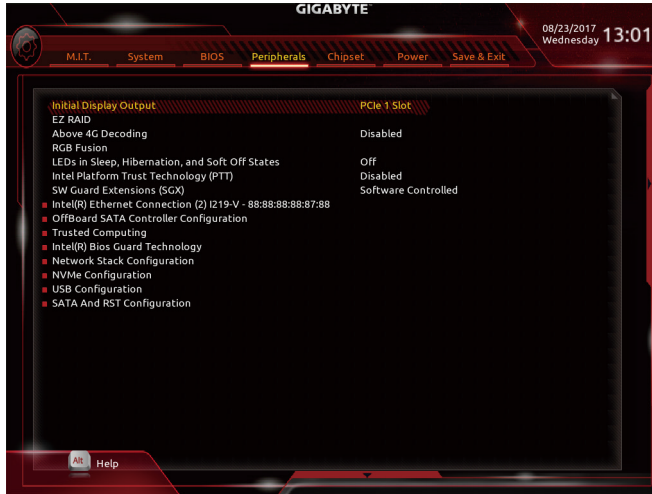 GIGABYTE™
08/23/2017
Wednesday 13:01
M.I.T. System BIOS Peripherals Chipset Power Save & Exit
Initial Display Output PCIe 1 Slot
EZ RAID
Above 4G Decoding Disabled
RGB Fusion
LEDs in Sleep, Hibernation, and Soft Off States Off
Intel Platform Trust Technology (PTT) Disabled
SW Guard Extensions (SGX) Software Controlled
Intel(R) Ethernet Connection (2) I219-V - 88:88:88:88:87:88
OffBoard SATA Controller Configuration
Trusted Computing
Intel(R) Bios Guard Technology
Network Stack Configuration
NVMe Configuration
USB Configuration
SATA And RST Configuration
Alt Help